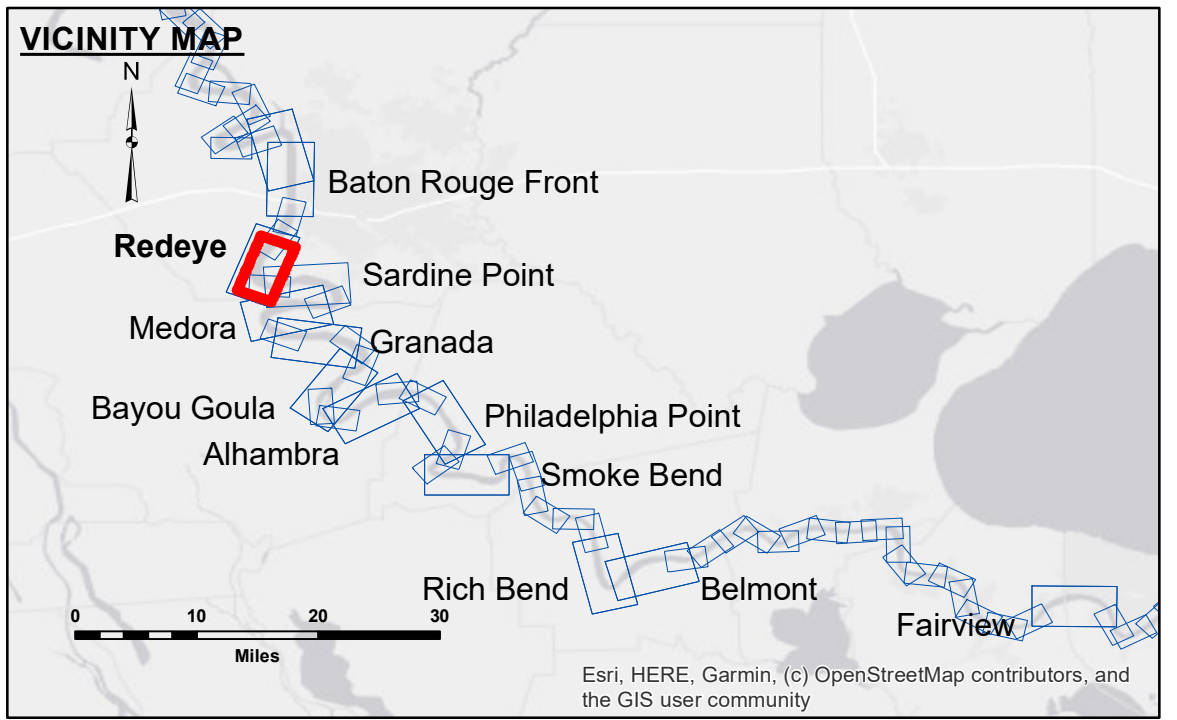 VICINITY MAP
N
Baton Rouge Front
Redeye
Sardine Point
Medora
Granada
Bayou Goula
Philadelphia Point
Alhambra
Smoke Bend
Rich Bend
Belmont
Fairview
0 10 20 30
Miles
Esri, HERE, Garmin, (c) OpenStreetMap contributors, and
the GIS user community